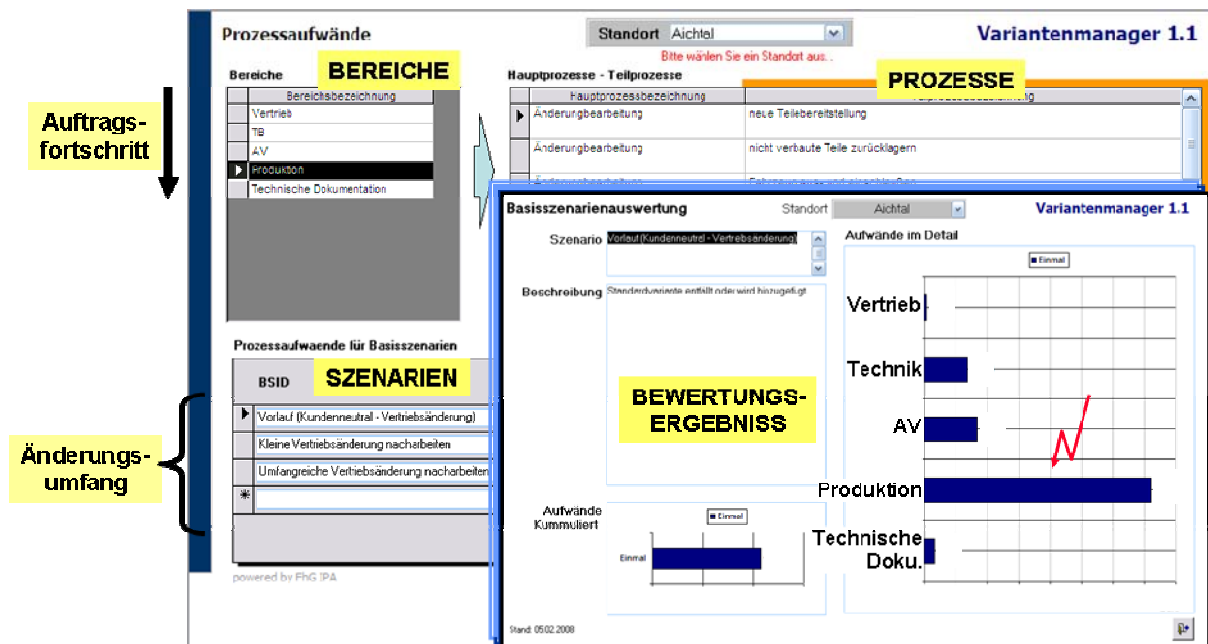 Prozessaufwände
Standort Aichtal
Variantenmanager 1.1
Bitte wählen Sie ein Standort aus..
Bereiche
BEREICHE
Hauptprozesse - Teilprozesse
PROZESSE
Bereichsbezeichnung
Hauptprozessbezeichnung
Auftrags-
fortschritt
Vertrieb
TB
AV
Produktion
Technische Dokumentation
Änderungbearbeitung
neue Teilebereitstellung
Änderungbearbeitung
nicht verbaute Teile zurücklagern
Prozessaufwaende für Basisszenarien
BSID
SZENARIEN
Änderungs-
umfang
Vorlauf (Kundenneutral - Vertriebsänderung)
Kleine Vertriebsänderung nacharbeiten
Umfangreiche Vertriebsänderung nacharbeiten
powered by FhG IPA
Basisszenarienauswertung
Standort
Aichtal
Variantenmanager 1.1
Szenario
Vorlauf (Kundenneutral - Vertriebsänderung)
Beschreibung
Standardvariante entfällt oder wird hinzugefügt
BEWERTUNGS-
ERGEBNISS
Aufwände
Kummuliert
Einmal
Einmal
Aufwände im Detail
Einmal
Vertrieb
Technik
AV
Produktion
Technische
Doku.
Stand: 05.02.2008